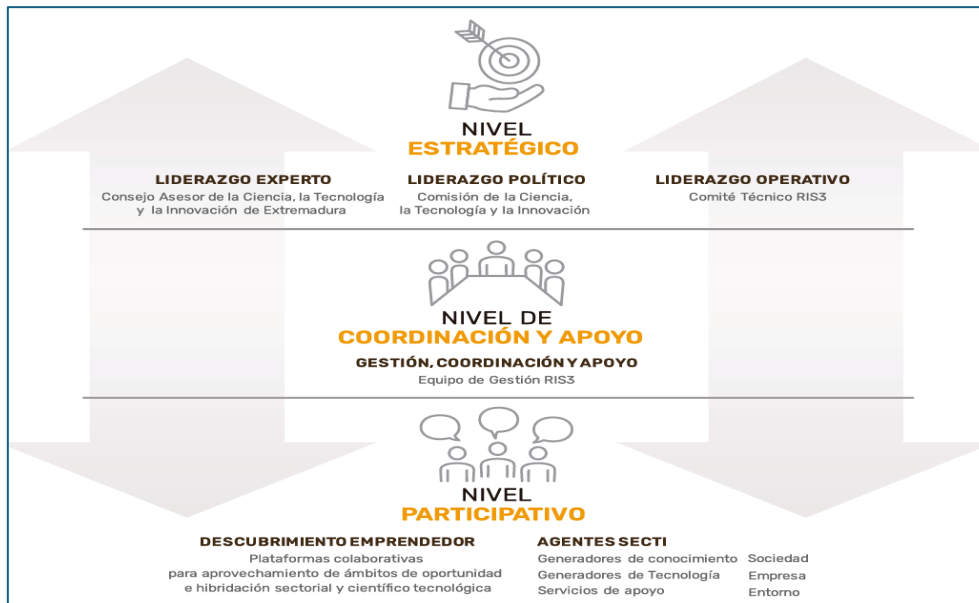 NIVEL
ESTRATÉGICO
LIDERAZGO EXPERTO
Consejo Asesor de la Ciencia, la Tecnología
y la Innovación de Extremadura
LIDERAZGO POLÍTICO
Comisión de la Ciencia,
la Tecnología y la Innovación
LIDERAZGO OPERATIVO
Comité Técnico RIS3
NIVEL DE
COORDINACIÓN Y APOYO
GESTIÓN, COORDINACIÓN Y APOYO
Equipo de Gestión RIS3
NIVEL
PARTICIPATIVO
DESCUBRIMIENTO EMPRENDEDOR
Plataformas colaborativas
para aprovechamiento de ámbitos de oportunidad
e hibridación sectorial y científico tecnológica
AGENTES SECTI
Generadores de conocimiento Sociedad
Generadores de Tecnología Empresa
Servicios de apoyo Entorno